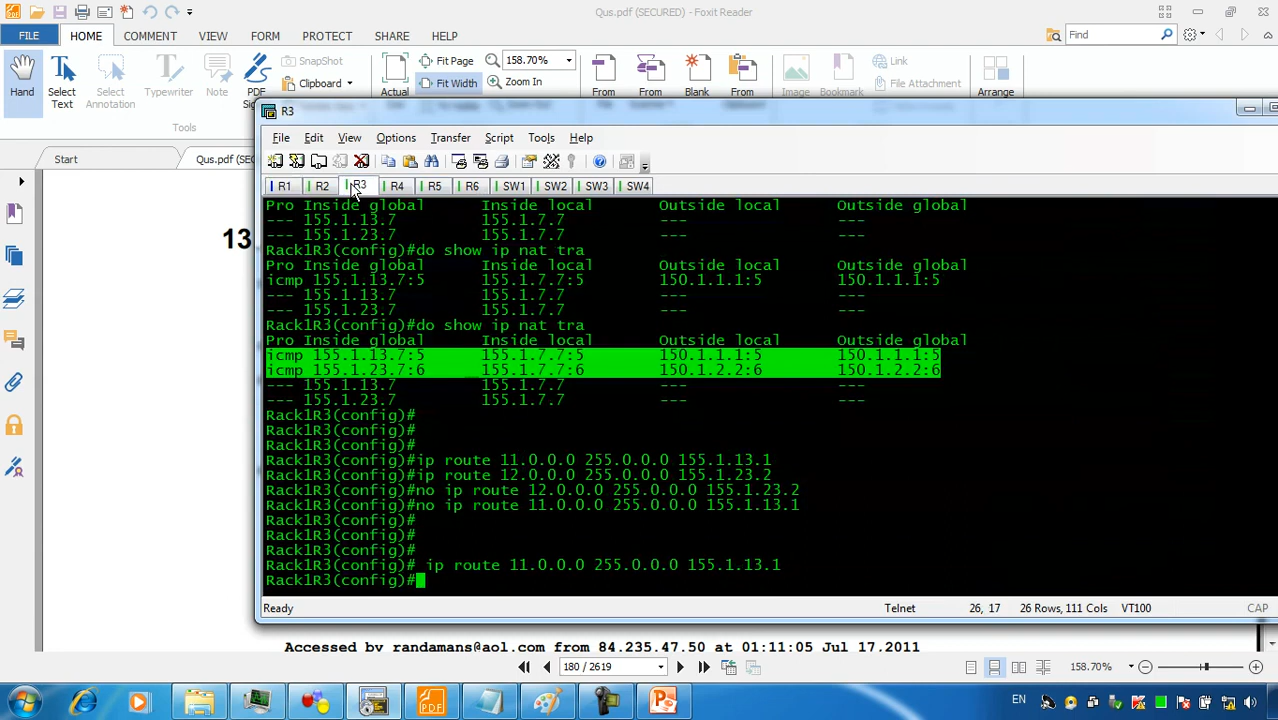 Qus.pdf (SECURED) - Foxit Reader
FILE HOME COMMENT VIEW FORM PROTECT SHARE HELP
Find
SnapShot
Clipboard
Fit Page
158.70%
Link
Fit Width
Zoom In
File Attachment
Hand
Select
Text
Select
Annotation
Typewriter
Note
PDF
Actual
From
From
Blank
From
Image
Bookmark
Arrange
Tools
R3
Start
Qus.pdf (SE
File Edit View Options Transfer Script Tools Help
R1 R2 R3 R4 R5 R6 SW1 SW2 SW3 SW4
13
Pro Inside global Inside local Outside local Outside global
--- 155.1.13.7 155.1.7.7 --- ---
--- 155.1.23.7 155.1.7.7 --- ---
Rack1R3(config)#do show ip nat tra
Pro Inside global Inside local Outside local Outside global
icmp 155.1.13.7:5 155.1.7.7:5 150.1.1.1:5 150.1.1.1:5
--- 155.1.13.7 155.1.7.7 --- ---
--- 155.1.23.7 155.1.7.7 --- ---
Rack1R3(config)#do show ip nat tra
Pro Inside global Inside local Outside local Outside global
icmp 155.1.13.7:5 155.1.7.7:5 150.1.1.1:5 150.1.1.1:5
icmp 155.1.23.7:6 155.1.7.7:6 150.1.2.2:6 150.1.2.2:6
--- 155.1.13.7 155.1.7.7 --- ---
--- 155.1.23.7 155.1.7.7 --- ---
Rack1R3(config)#
Rack1R3(config)#
Rack1R3(config)#
Rack1R3(config)#ip route 11.0.0.0 255.0.0.0 155.1.13.1
Rack1R3(config)#ip route 12.0.0.0 255.0.0.0 155.1.23.2
Rack1R3(config)#no ip route 12.0.0.0 255.0.0.0 155.1.23.2
Rack1R3(config)#no ip route 11.0.0.0 255.0.0.0 155.1.13.1
Rack1R3(config)#
Rack1R3(config)#
Rack1R3(config)#
Rack1R3(config)# ip route 11.0.0.0 255.0.0.0 155.1.13.1
Rack1R3(config)#
Ready Telnet 26, 17 26 Rows, 111 Cols VT100 CAP
Accessed by randamans@aol.com from 84.235.47.50 at 01:11:05 Jul 17,2011
180 / 2619 158.70%
EN